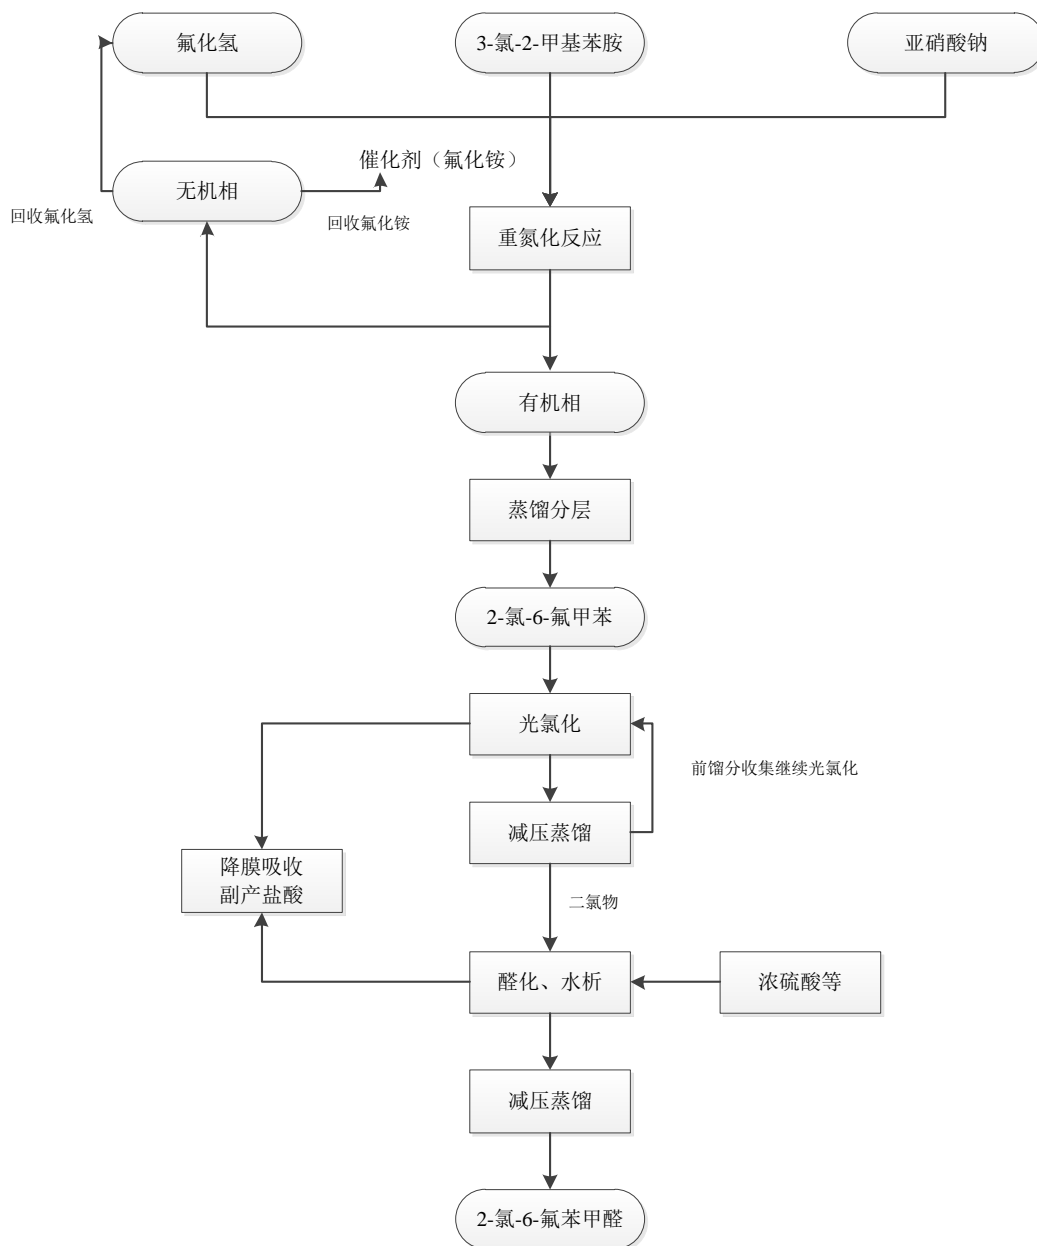 氟化氢
3-氯-2-甲基苯胺
亚硝酸钠
催化剂（氟化铵）
无机相
回收氟化氢
回收氟化铵
重氮化反应
有机相
蒸馏分层
2-氯-6-氟甲苯
光氯化
前馏分收集继续光氯化
减压蒸馏
降膜吸收
副产盐酸
二氯物
醛化、水析
浓硫酸等
减压蒸馏
2-氯-6-氟苯甲醛